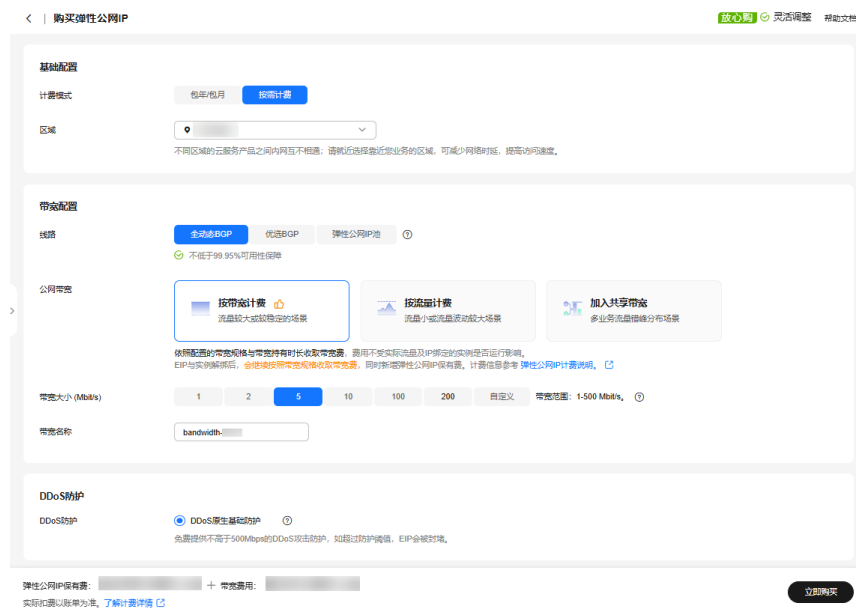 购买弹性公网IP
放心购 灵活调整 帮助文档
基础配置
计费模式 包年/包月 按需计费
区域
不同区域的云服务产品之间内网互不相通；请就近选择靠近您业务的区域，可减少网络时延，提高访问速度。
带宽配置
线路 全动态BGP 优选BGP 弹性公网IP池
不低于99.95%可用性保障
公网带宽
按带宽计费 按流量计费 加入共享带宽
流量较大或较稳定的场景 流量小或流量波动较大场景 多业务流量错峰分布场景
依照配置的带宽规格与带宽持有时长收取带宽费，费用不受实际流量及IP绑定的实例是否运行影响。
EIP与实例解绑后，会继续按照带宽规格收取带宽费，同时新增弹性公网IP保有费。计费信息参考 弹性公网IP计费说明。
带宽大小 (Mbit/s) 1 2 5 10 100 200 自定义 带宽范围：1-500 Mbit/s。
带宽名称 bandwidth-
DDoS防护
DDoS防护 DDoS原生基础防护
免费提供不高于500Mbps的DDoS攻击防护，如超过防护阈值，EIP会被封堵。
弹性公网IP保有费： + 带宽费用：
实际扣费以账单为准。了解计费详情
立即购买